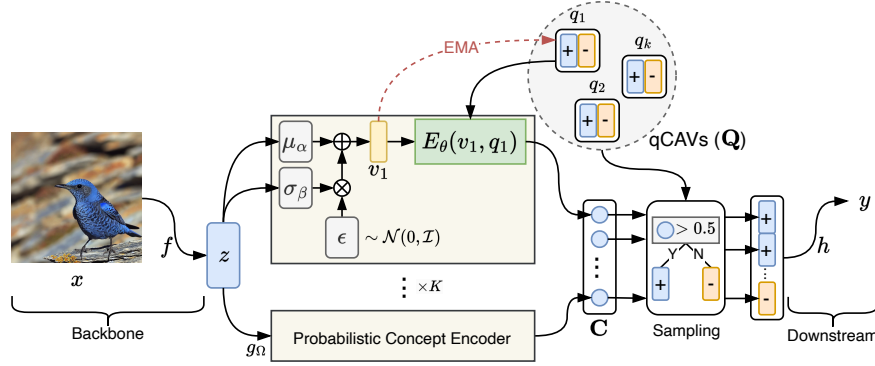 q₁
+ -
qₖ
+ -
q₂
+ -
EMA
qCAVs (Q)
μ_α
σ_β
v₁
E_θ(v₁, q₁)
ϵ
~ N(0, I)
x
f
z
⋮ ×K
g_Ω
Probabilistic Concept Encoder
C
> 0.5
Y N
+ -
Sampling
+
+
-
h
y
Backbone
Downstream